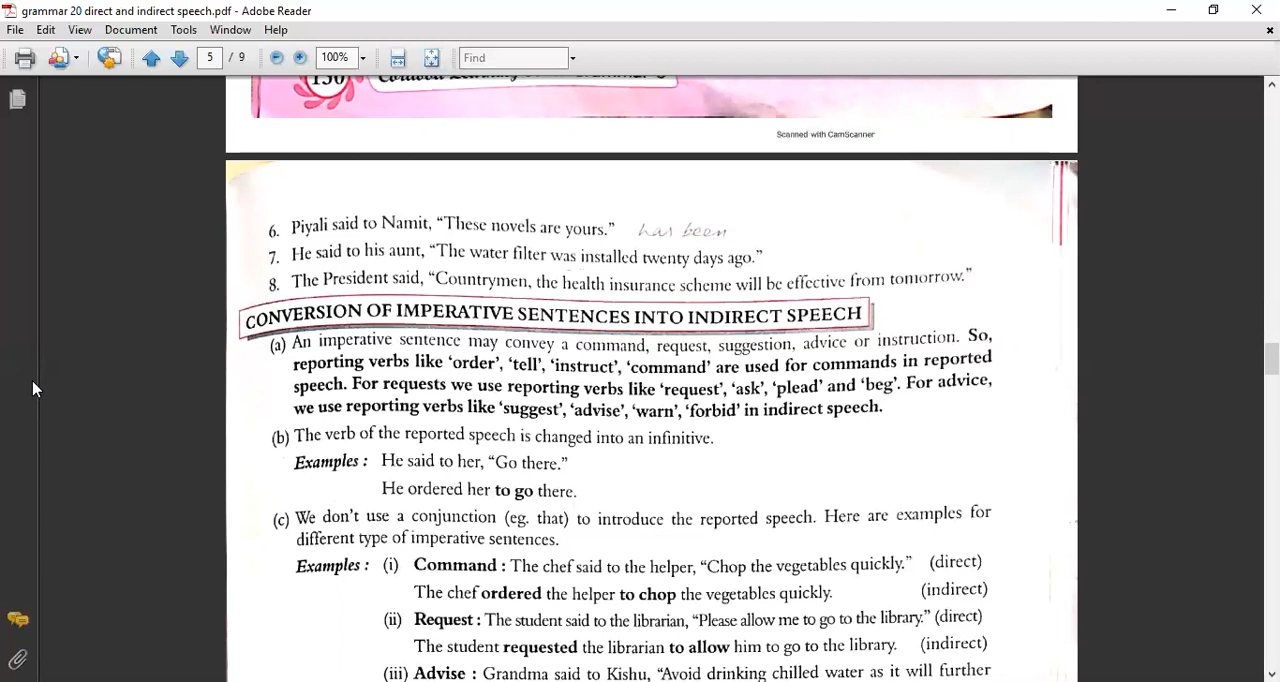 grammar 20 direct and indirect speech.pdf - Adobe Reader
File Edit View Document Tools Window Help
5 / 9 100% Find
130
Scanned with CamScanner
6. Piyali said to Namit, “These novels are yours.” has been
7. He said to his aunt, “The water filter was installed twenty days ago.”
8. The President said, “Countrymen, the health insurance scheme will be effective from tomorrow.”
CONVERSION OF IMPERATIVE SENTENCES INTO INDIRECT SPEECH
(a) An imperative sentence may convey a command, request, suggestion, advice or instruction. So,
reporting verbs like ‘order’, ‘tell’, ‘instruct’, ‘command’ are used for commands in reported
speech. For requests we use reporting verbs like ‘request’, ‘ask’, ‘plead’ and ‘beg’. For advice,
we use reporting verbs like ‘suggest’, ‘advise’, ‘warn’, ‘forbid’ in indirect speech.
(b) The verb of the reported speech is changed into an infinitive.
Examples : He said to her, “Go there.”
He ordered her to go there.
(c) We don’t use a conjunction (eg. that) to introduce the reported speech. Here are examples for
different type of imperative sentences.
Examples : (i) Command : The chef said to the helper, “Chop the vegetables quickly.” (direct)
The chef ordered the helper to chop the vegetables quickly. (indirect)
(ii) Request : The student said to the librarian, “Please allow me to go to the library.” (direct)
The student requested the librarian to allow him to go to the library. (indirect)
(iii) Advise : Grandma said to Kishu, “Avoid drinking chilled water as it will further